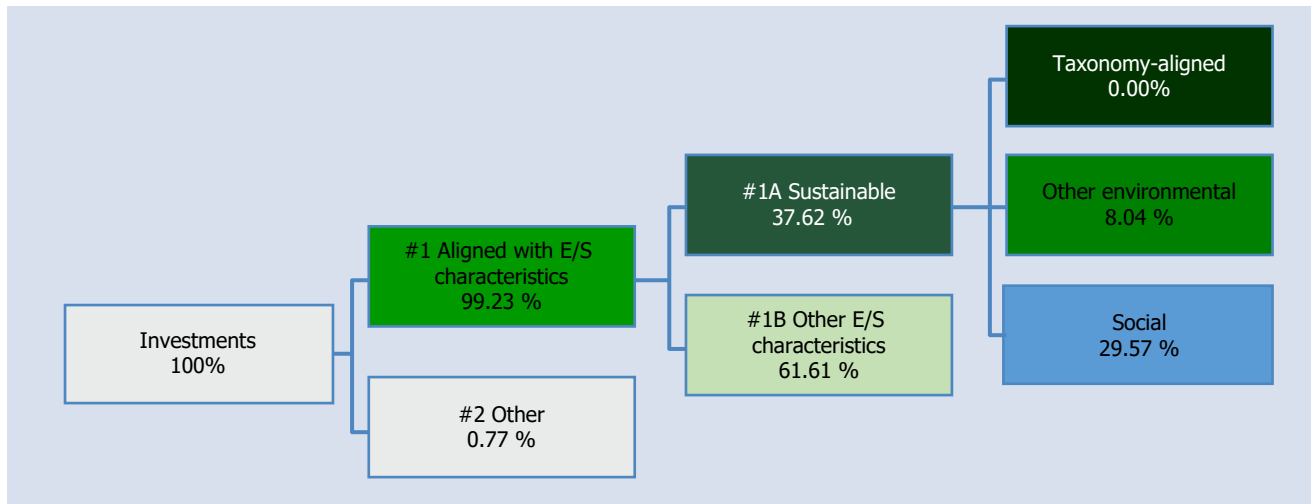 Investments
100%
#1 Aligned with E/S
characteristics
99.23 %
#2 Other
0.77 %
#1A Sustainable
37.62 %
#1B Other E/S
characteristics
61.61 %
Taxonomy-aligned
0.00%
Other environmental
8.04 %
Social
29.57 %